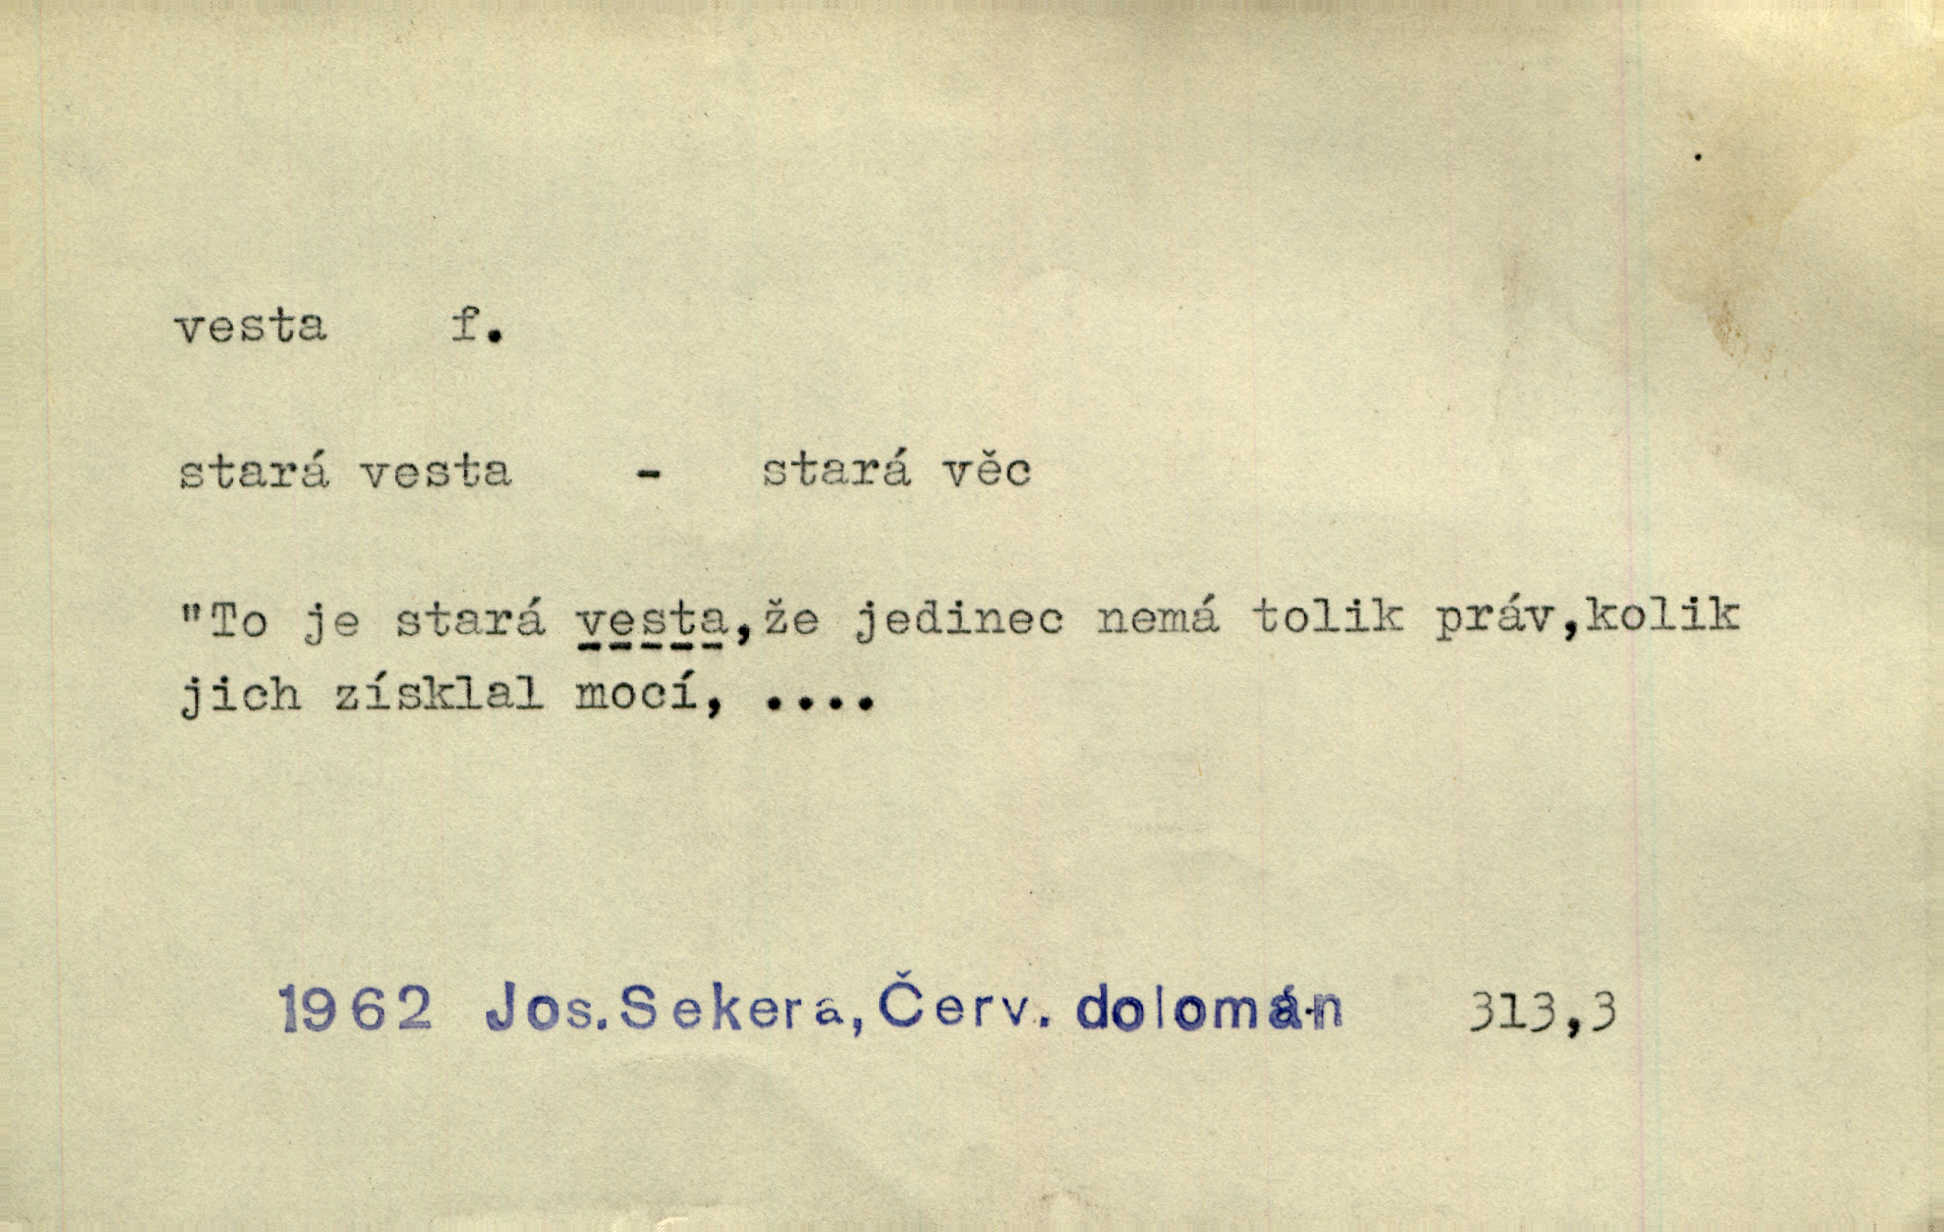 vesta f.
stará vesta - stará věc
"To je stará vesta,že jedinec nemá tolik práv,kolik
jich získlal mocí, ....
1962 Jos.Sekera,Červ. dolomán 313,3